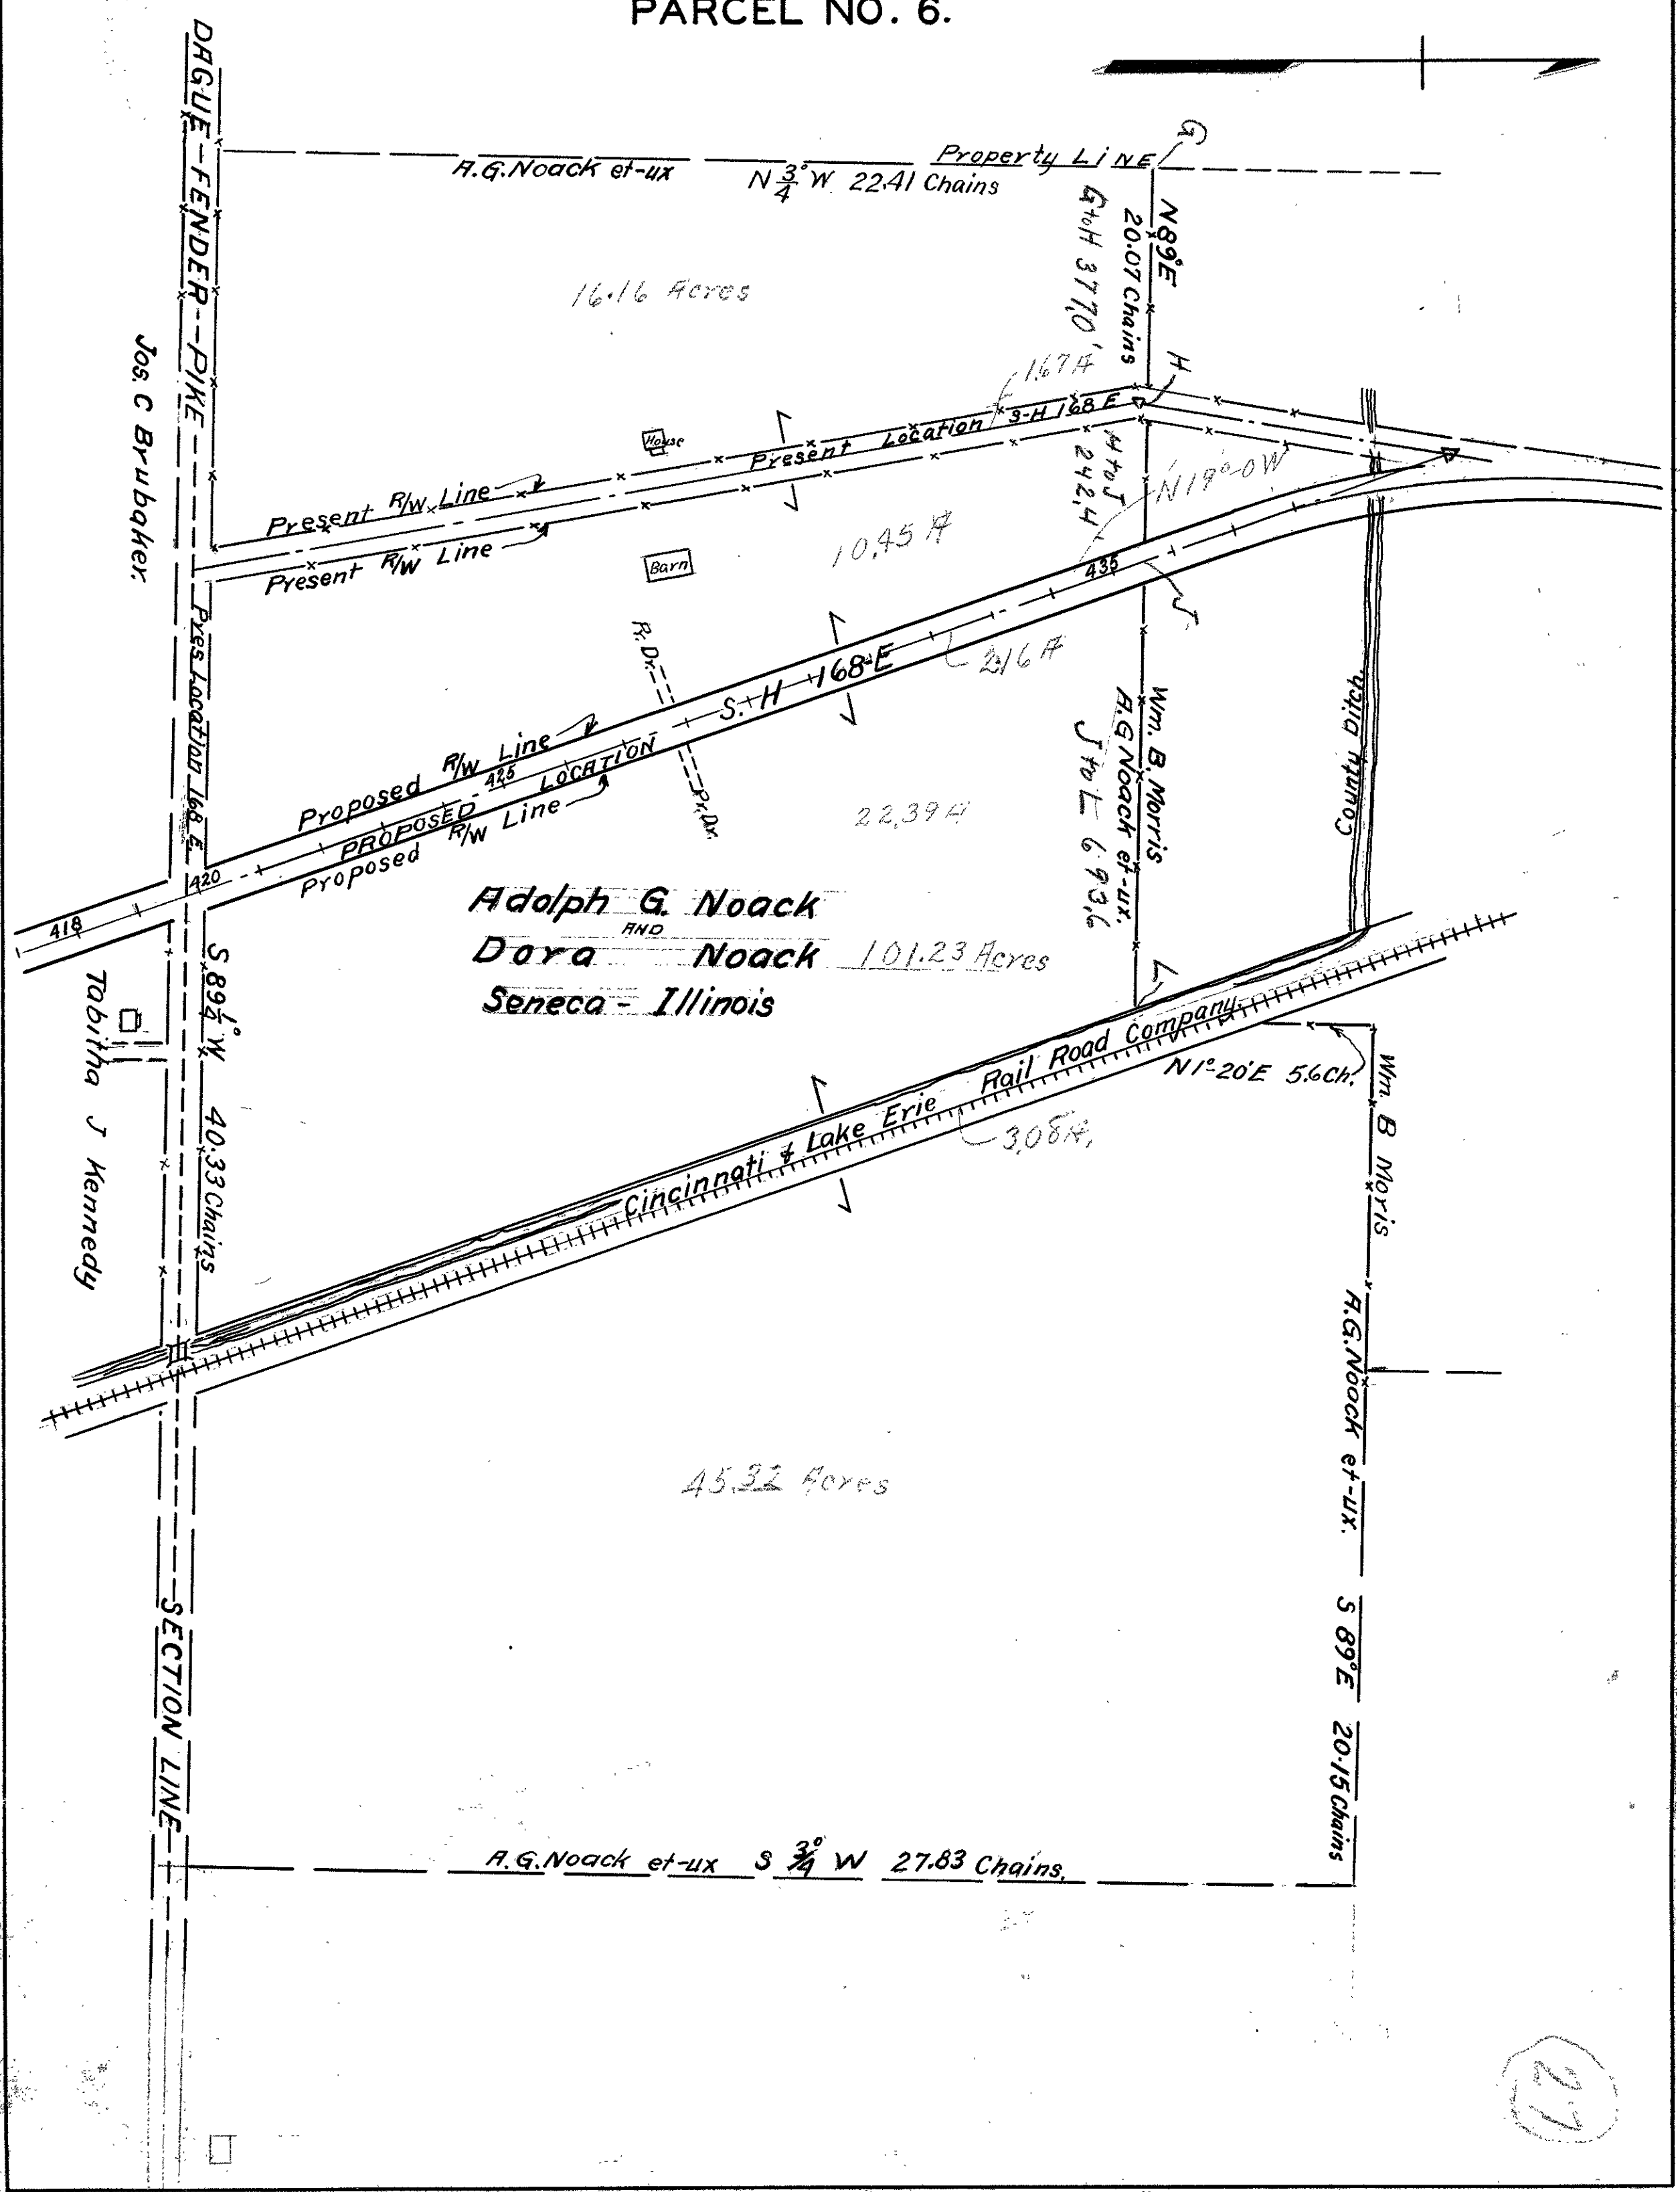 PARCEL NO. 6.
DAGUE-FENDER--PIKE
A.G.Noack et-ux N 3/4° W 22.41 Chains
Property LINE
G
N89°E
20.07 Chains
G to H 377.0'
16.16 Acres
Jos. C Brubaker.
1.67 A
H
House
Present Location S-H 168 E
Present R/W Line
Present R/W Line
H to J
242.4
N19°-0W
10.45 A
Barn
435
J
Pr. Dr.
2.16 A
S. H 168-E
Pres Location 168 E.
Wm. B. Morris
A.G Noack et-ux.
J to L 693.6
County Ditch
Proposed R/W Line
425
PROPOSED LOCATION
Proposed R/W Line
Pr. Dr.
22.39 A
420
418
Adolph G. Noack
AND
Dora Noack 101.23 Acres
Seneca - Illinois
S 89 1/4° W 40.33 Chains
Tabitha J Kennedy
L
Cincinnati & Lake Erie Rail Road Company
N 1°-20'E 5.6 Ch.
3.08 A.
Wm. B Moris
A.G.Noack et-ux. S 89°E 20.15 Chains
45.32 Acres
SECTION LINE
A.G.Noack et-ux S 3/4° W 27.83 Chains.
27